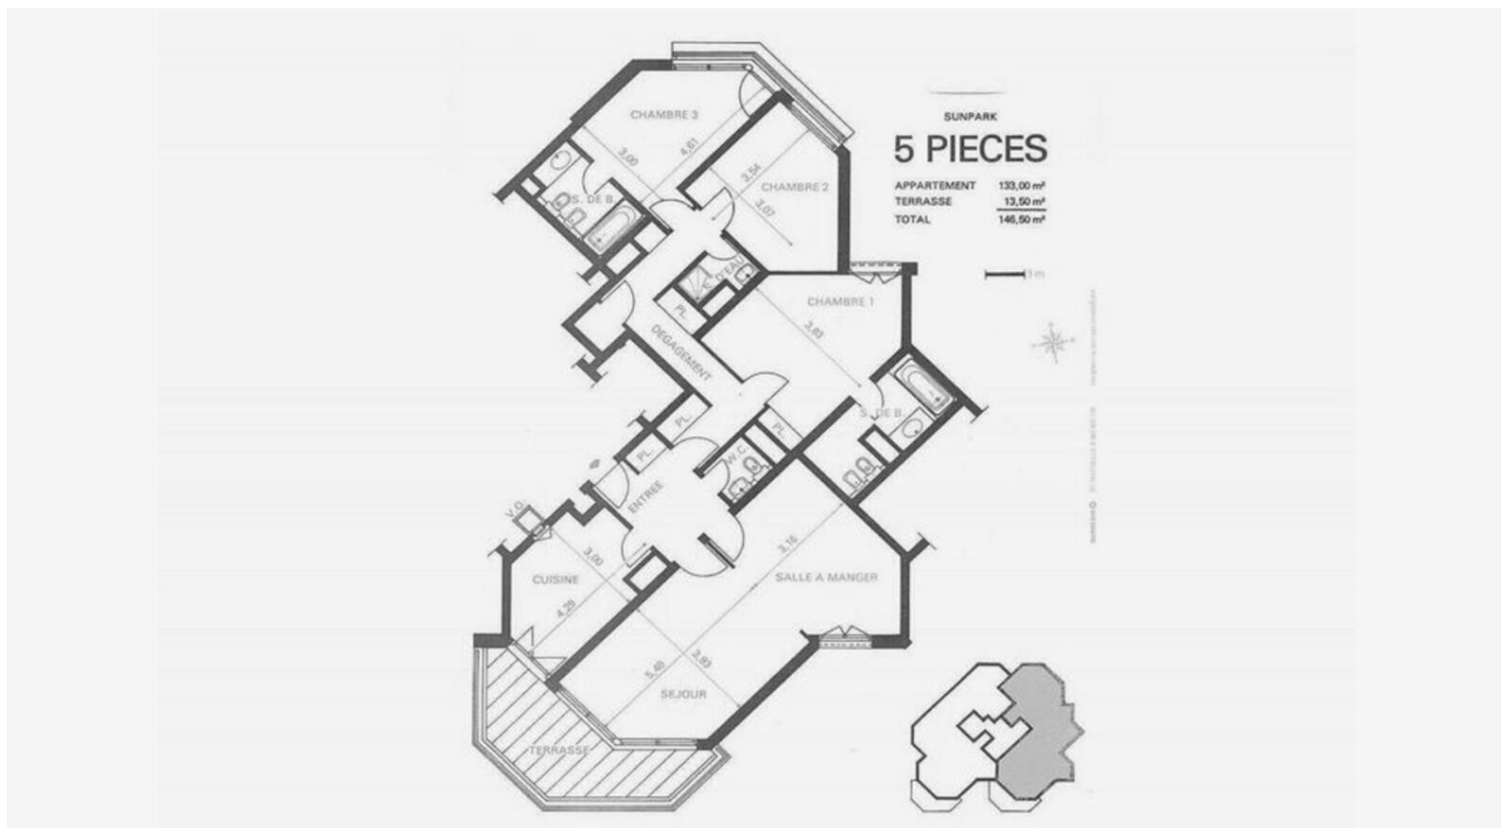 SUNPARK
5 PIECES
APPARTEMENT 133,00 m²
TERRASSE 13,50 m²
TOTAL 146,50 m²
1m
CHAMBRE 3
3,00
4,61
S. DE B.
3,54
CHAMBRE 2
3,07
D'EAU
PL.
CHAMBRE 1
3,83
DEGAGEMENT
S. DE B.
PL.
PL.
PL.
W.C.
ENTREE
V.O.
3,00
CUISINE
4,29
3,16
SALLE A MANGER
5,49
3,93
SEJOUR
TERRASSE